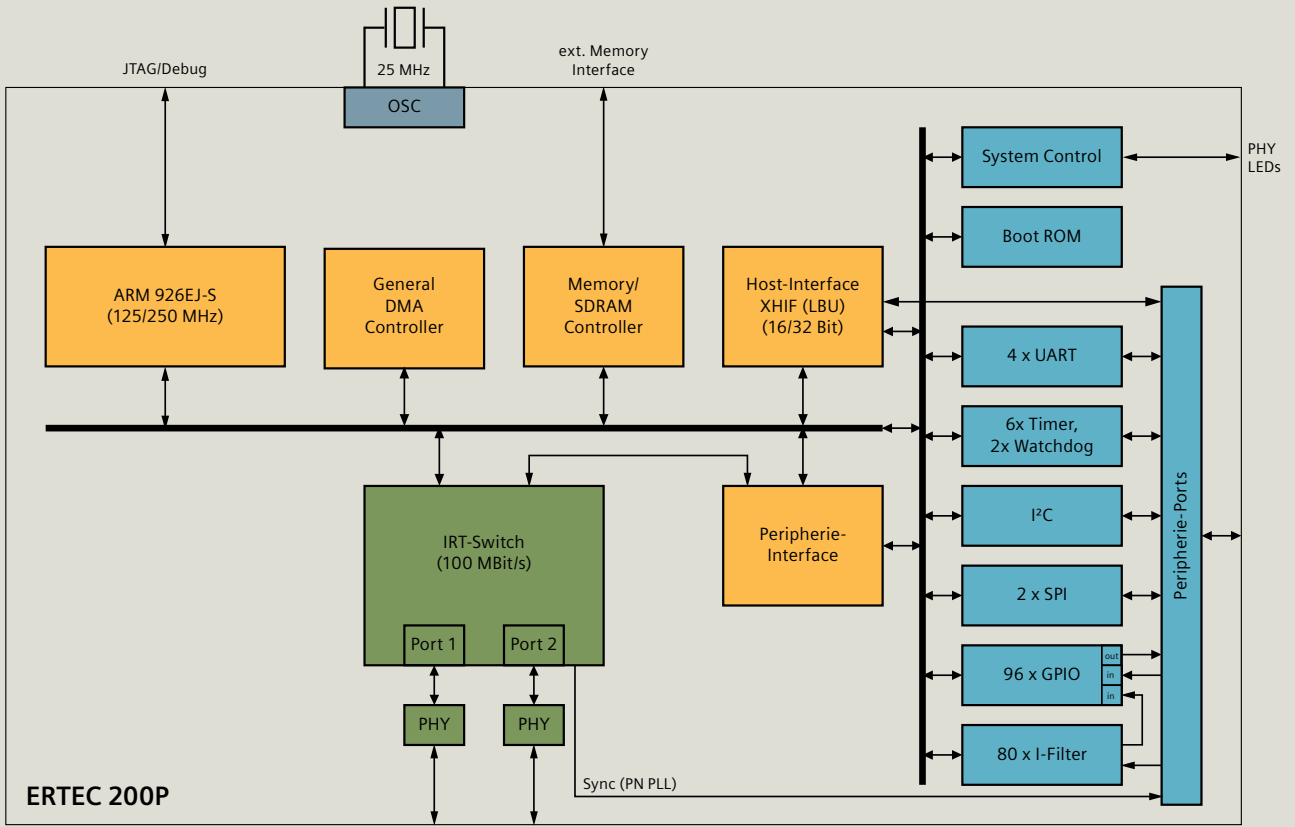 25 MHz
OSC
JTAG/Debug
ext. Memory
Interface
PHY
LEDs
System Control
Boot ROM
ARM 926EJ-S
(125/250 MHz)
General
DMA
Controller
Memory/
SDRAM
Controller
Host-Interface
XHIF (LBU)
(16/32 Bit)
4 x UART
6x Timer,
2x Watchdog
I²C
2 x SPI
96 x GPIO
out
in
in
80 x I-Filter
Peripherie-Ports
IRT-Switch
(100 MBit/s)
Peripherie-
Interface
Port 1
Port 2
PHY
PHY
Sync (PN PLL)
ERTEC 200P